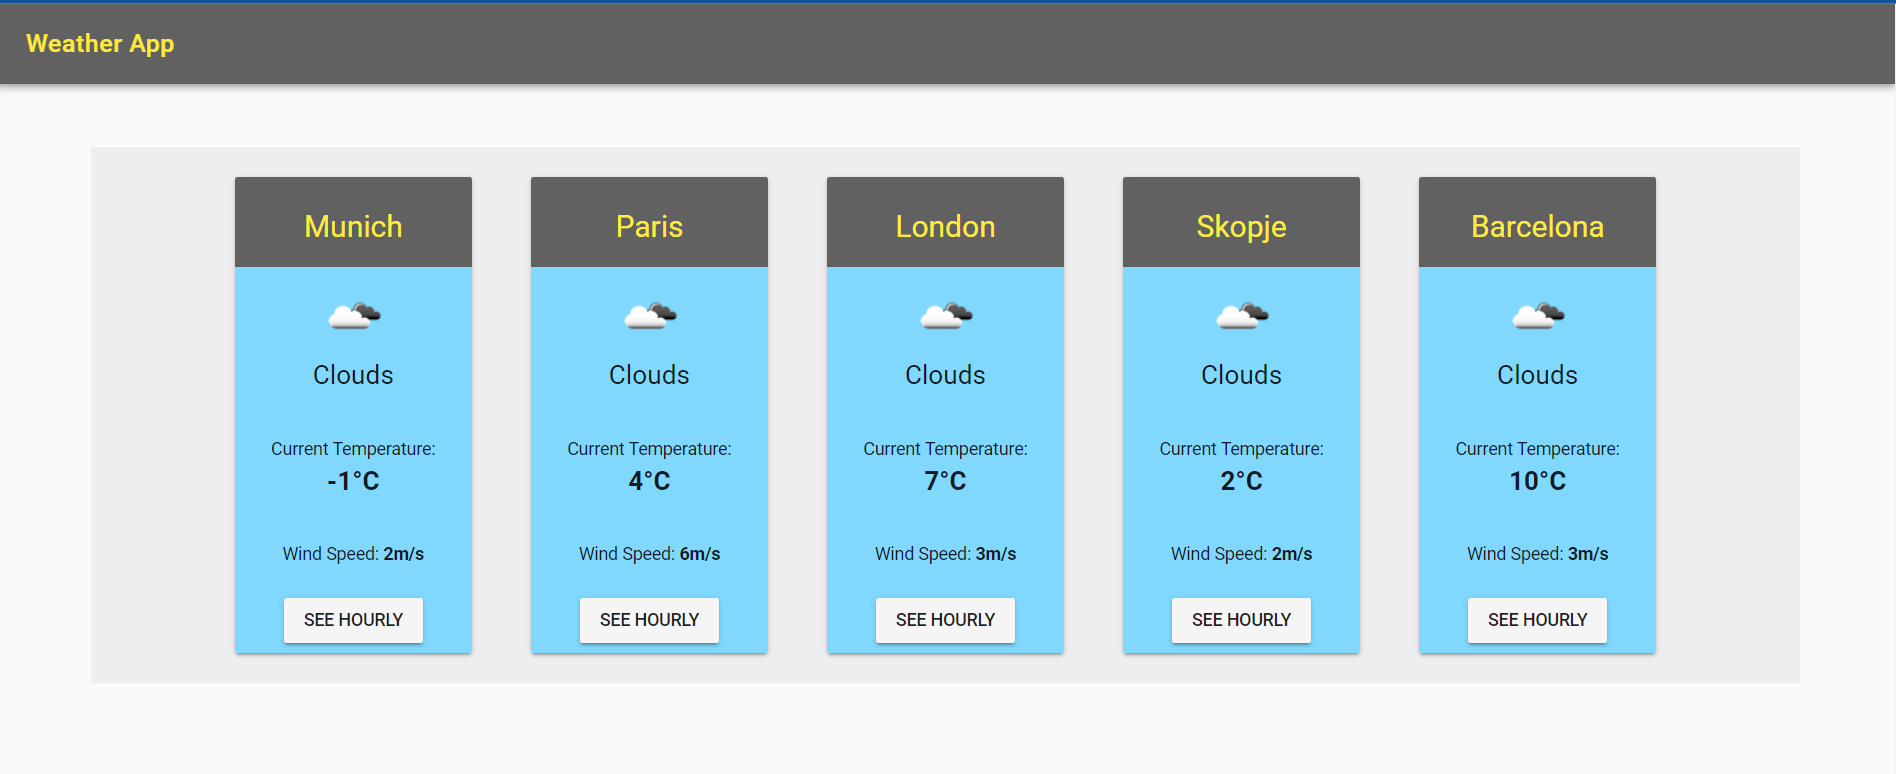 Weather App
Munich
Clouds
Current Temperature:
-1°C
Wind Speed: 2m/s
SEE HOURLY
Paris
Clouds
Current Temperature:
4°C
Wind Speed: 6m/s
SEE HOURLY
London
Clouds
Current Temperature:
7°C
Wind Speed: 3m/s
SEE HOURLY
Skopje
Clouds
Current Temperature:
2°C
Wind Speed: 2m/s
SEE HOURLY
Barcelona
Clouds
Current Temperature:
10°C
Wind Speed: 3m/s
SEE HOURLY